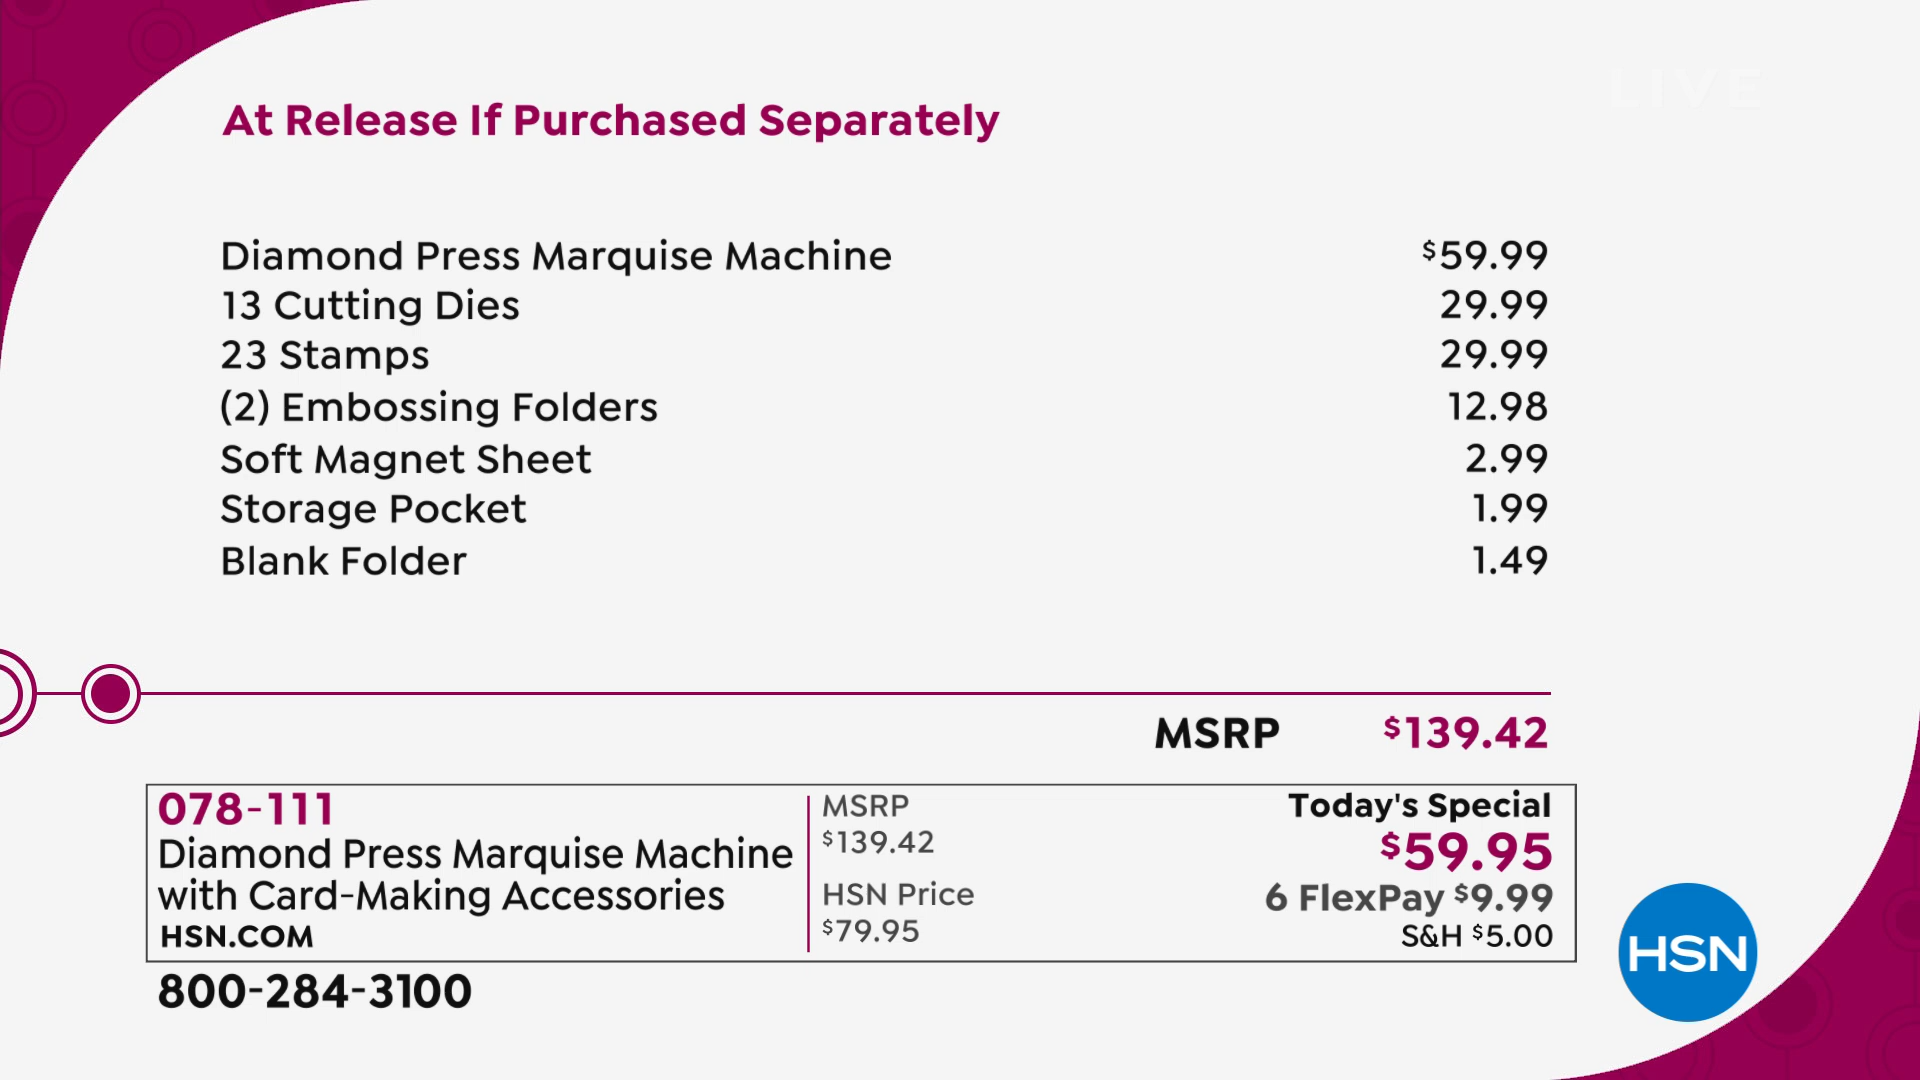 LIVE
At Release If Purchased Separately
Diamond Press Marquise Machine $59.99
13 Cutting Dies 29.99
23 Stamps 29.99
(2) Embossing Folders 12.98
Soft Magnet Sheet 2.99
Storage Pocket 1.99
Blank Folder 1.49
MSRP $139.42
078-111
Diamond Press Marquise Machine
with Card-Making Accessories
HSN.COM
MSRP
$139.42
HSN Price
$79.95
Today's Special
$59.95
6 FlexPay $9.99
S&H $5.00
800-284-3100
HSN